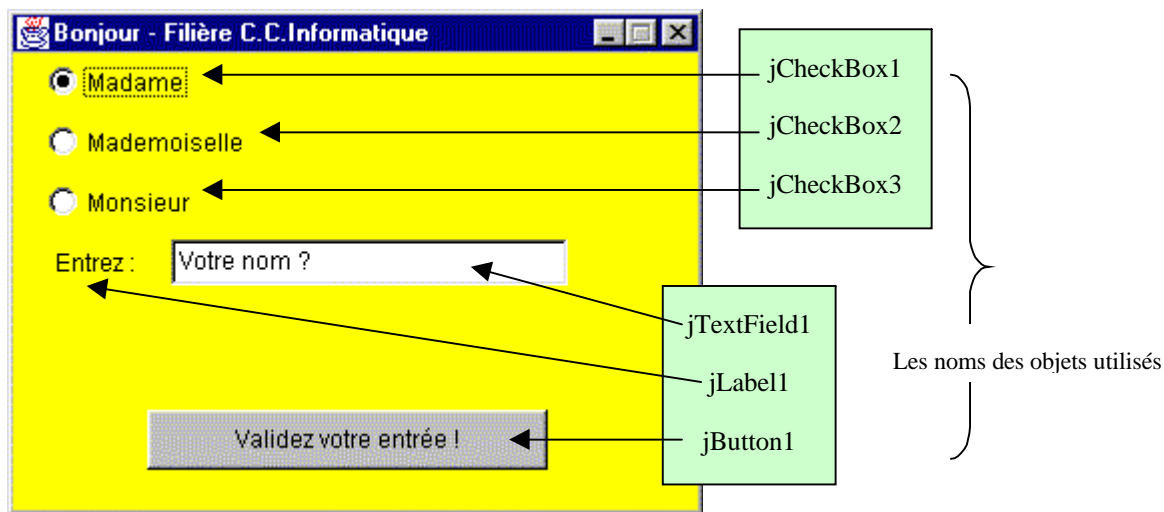 Bonjour - Filière C.C.Informatique
Madame
Mademoiselle
Monsieur
Entrez :
Votre nom ?
Validez votre entrée !
jCheckBox1
jCheckBox2
jCheckBox3
jTextField1
jLabel1
jButton1
Les noms des objets utilisés